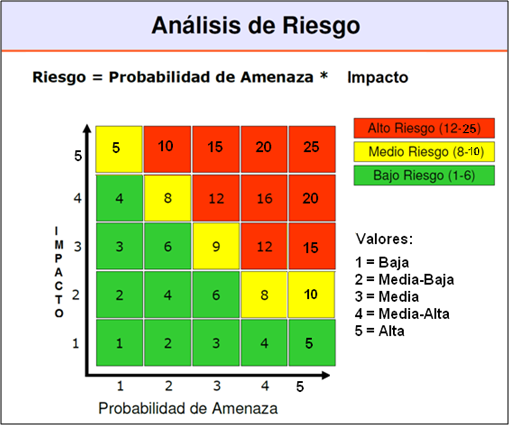 Análisis de Riesgo
Riesgo = Probabilidad de Amenaza * Impacto
Alto Riesgo (12-25)
Medio Riesgo (8-10)
Bajo Riesgo (1-6)
IMPACTO
5 5 10 15 20 25
4 4 8 12 16 20
3 3 6 9 12 15
2 2 4 6 8 10
1 1 2 3 4 5
1 2 3 4 5
Probabilidad de Amenaza
Valores:
1 = Baja
2 = Media-Baja
3 = Media
4 = Media-Alta
5 = Alta